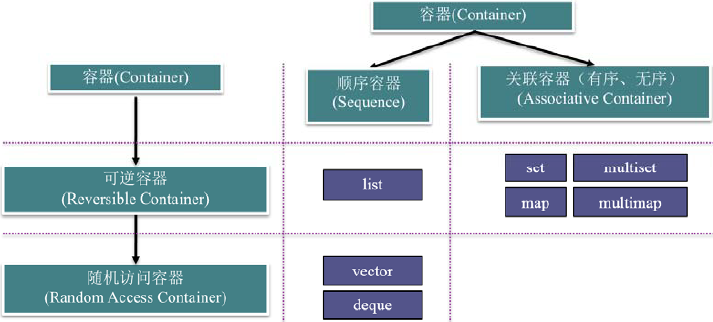 容器(Container)
容器(Container)
顺序容器
(Sequence)
关联容器（有序、无序）
(Associative Container)
可逆容器
(Reversible Container)
list
set
multiset
map
multimap
随机访问容器
(Random Access Container)
vector
deque